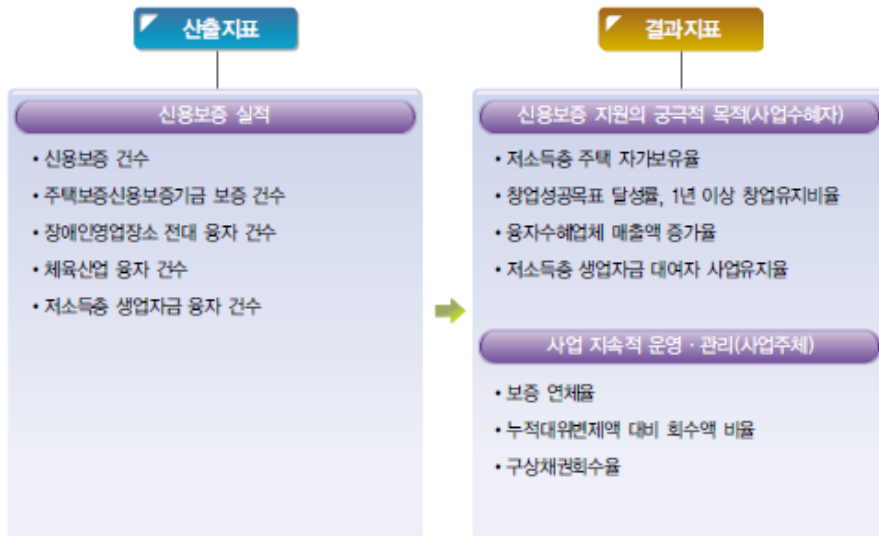 산출지표
신용보증 실적
• 신용보증 건수
• 주택보증신용보증기금 보증 건수
• 장애인영업장소 전대 융자 건수
• 체육산업 융자 건수
• 저소득층 생업자금 융자 건수
결과지표
신용보증 지원의 궁극적 목적(사업수혜자)
• 저소득층 주택 자가보유율
• 창업성공목표 달성률, 1년 이상 창업유지비율
• 융자수혜업체 매출액 증가율
• 저소득층 생업자금 대여자 사업유지율
사업 지속적 운영 · 관리(사업주체)
• 보증 연체율
• 누적대위변제액 대비 회수액 비율
• 구상채권회수율